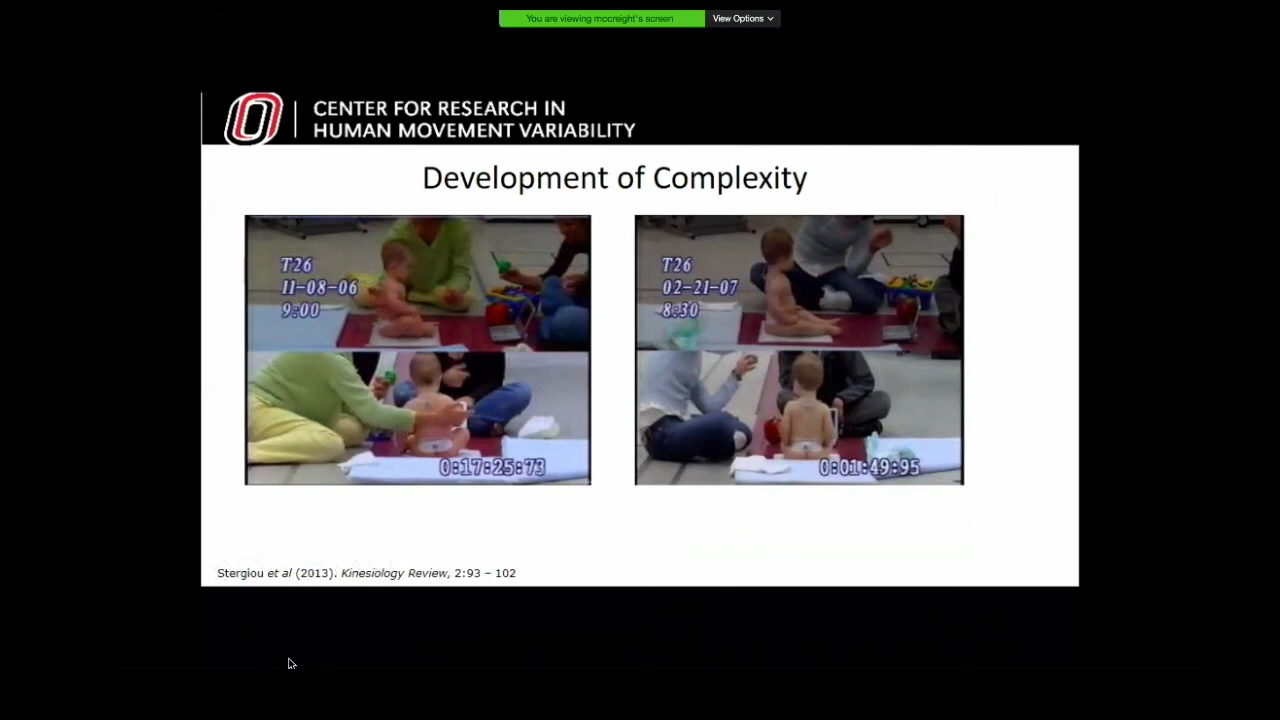 You are viewing mccreight's screen
View Options
CENTER FOR RESEARCH IN
HUMAN MOVEMENT VARIABILITY
Development of Complexity
T26
11-08-06
9:00
0:17:25:73
T26
02-21-07
8:30
0:01:49:95
Stergiou et al (2013). Kinesiology Review, 2:93 – 102